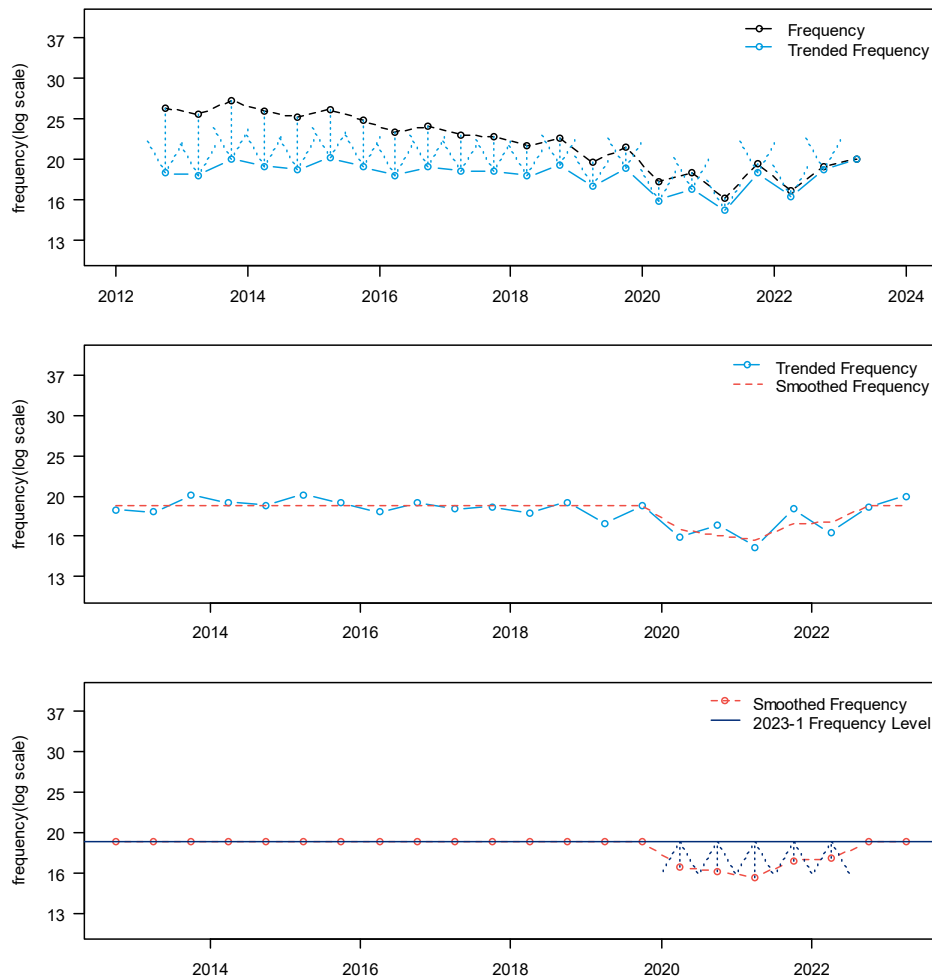 Frequency
Trended Frequency
frequency(log scale)
37
30
25
20
16
13
2012 2014 2016 2018 2020 2022 2024
Trended Frequency
Smoothed Frequency
frequency(log scale)
37
30
25
20
16
13
2014 2016 2018 2020 2022
Smoothed Frequency
2023-1 Frequency Level
frequency(log scale)
37
30
25
20
16
13
2014 2016 2018 2020 2022